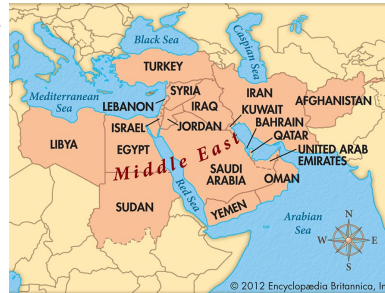 Black Sea
Caspian Sea
TURKEY
Mediterranean
Sea
SYRIA
LEBANON
IRAQ
IRAN
AFGHANISTAN
KUWAIT
ISRAEL
JORDAN
BAHRAIN
QATAR
LIBYA
EGYPT
UNITED ARAB
EMIRATES
Middle East
SAUDI
ARABIA
OMAN
Red Sea
SUDAN
YEMEN
Arabian
Sea
N
W
E
S
© 2012 Encyclopædia Britannica, In